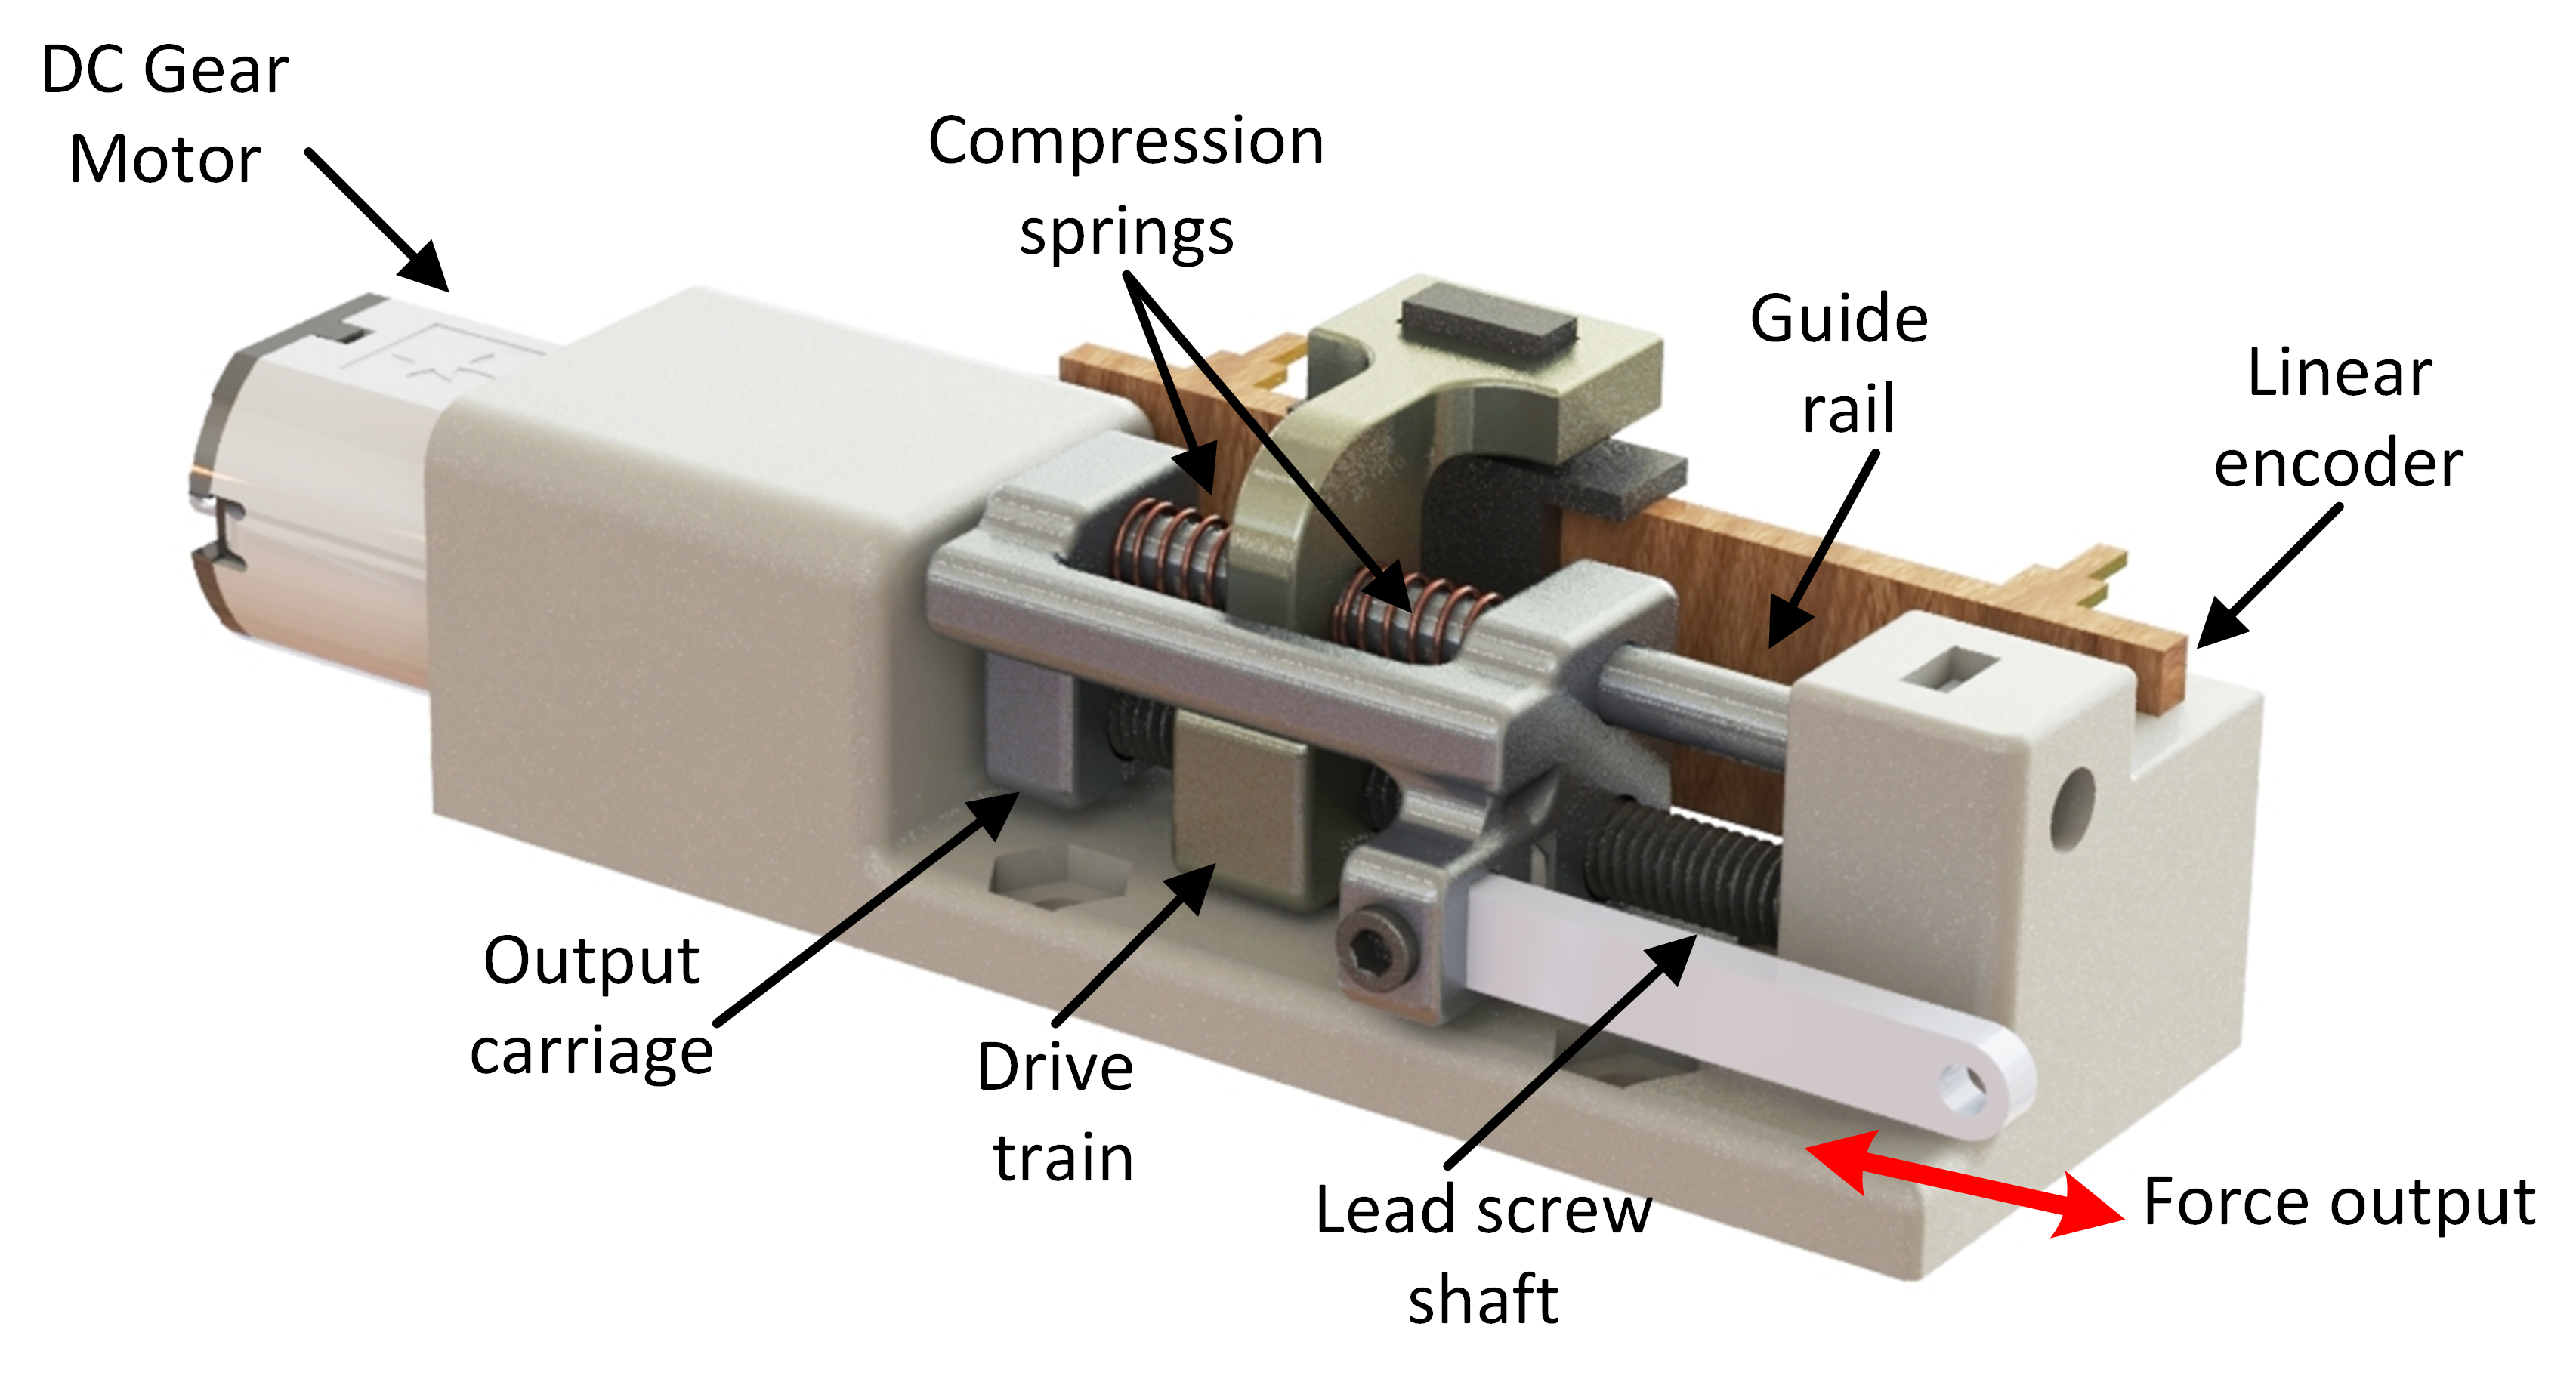 DC Gear
Motor
Compression
springs
Guide
rail
Linear
encoder
Output
carriage
Drive
train
Lead screw
shaft
Force output